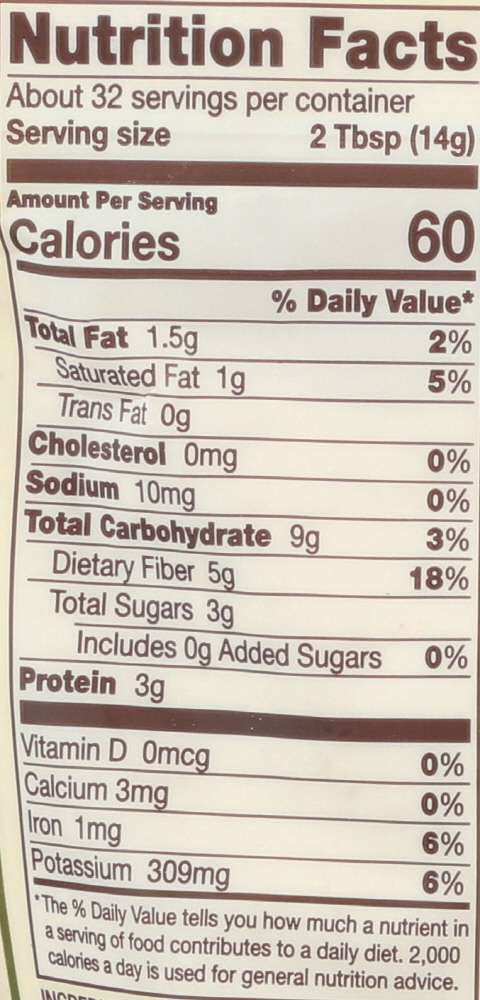 Nutrition Facts
About 32 servings per container
Serving size 2 Tbsp (14g)
Amount Per Serving
Calories 60
% Daily Value*
Total Fat 1.5g 2%
Saturated Fat 1g 5%
Trans Fat 0g
Cholesterol 0mg 0%
Sodium 10mg 0%
Total Carbohydrate 9g 3%
Dietary Fiber 5g 18%
Total Sugars 3g
Includes 0g Added Sugars 0%
Protein 3g
Vitamin D 0mcg 0%
Calcium 3mg 0%
Iron 1mg 6%
Potassium 309mg 6%
*The % Daily Value tells you how much a nutrient in
a serving of food contributes to a daily diet. 2,000
calories a day is used for general nutrition advice.